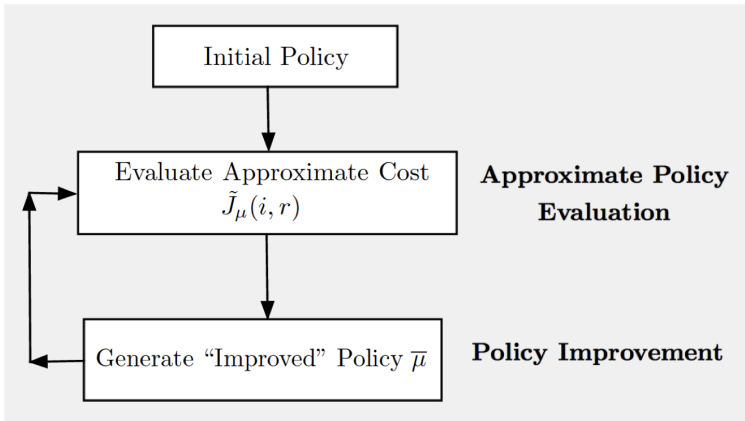 Initial Policy
Evaluate Approximate Cost
J̃μ(i, r)
Approximate Policy
Evaluation
Generate “Improved” Policy μ̅
Policy Improvement